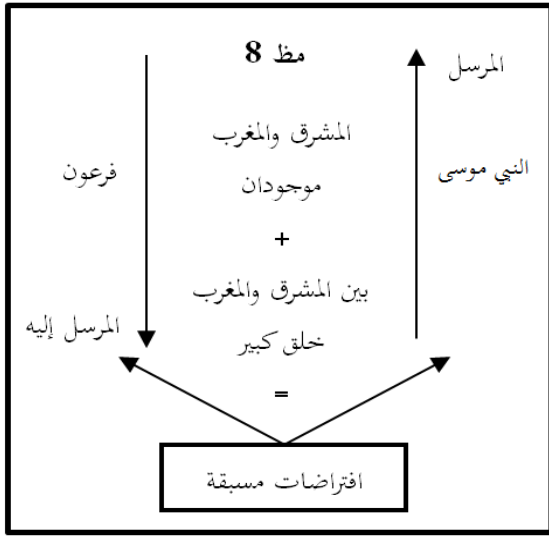 مظ 8
المرسل
المشرق والمغرب
النبي موسى
فرعون
موجودان
+
بين المشرق والمغرب
المرسل إليه
خلق كبير
=
افتراضات مسبقة